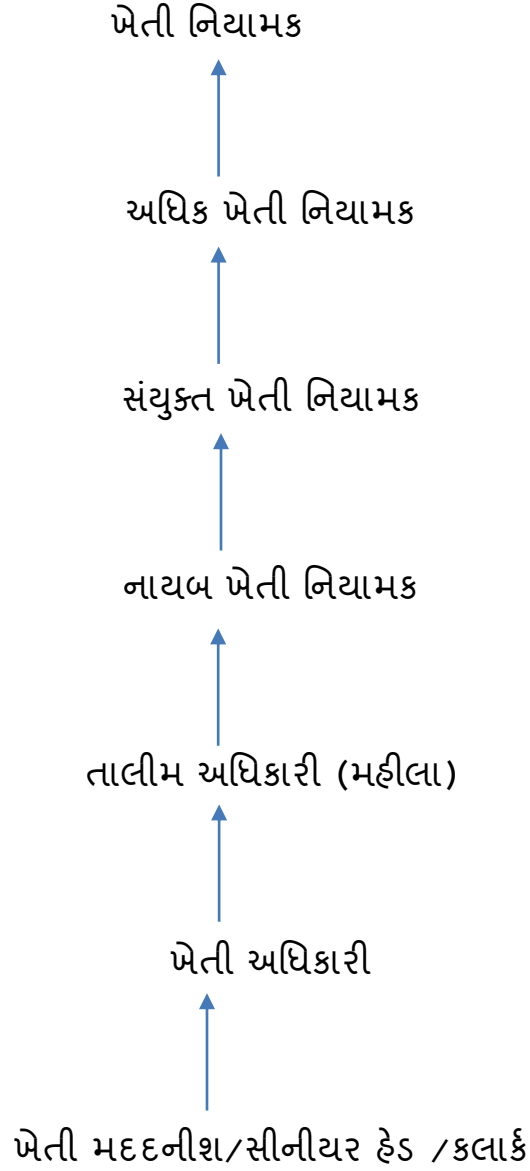 ખેતી નિયામક
અધિક ખેતી નિયામક
સંયુક્ત ખેતી નિયામક
નાયબ ખેતી નિયામક
તાલીમ અધિકારી (મહીલા)
ખેતી અધિકારી
ખેતી મદદનીશ/સીનીયર હેડ /કલાર્ક